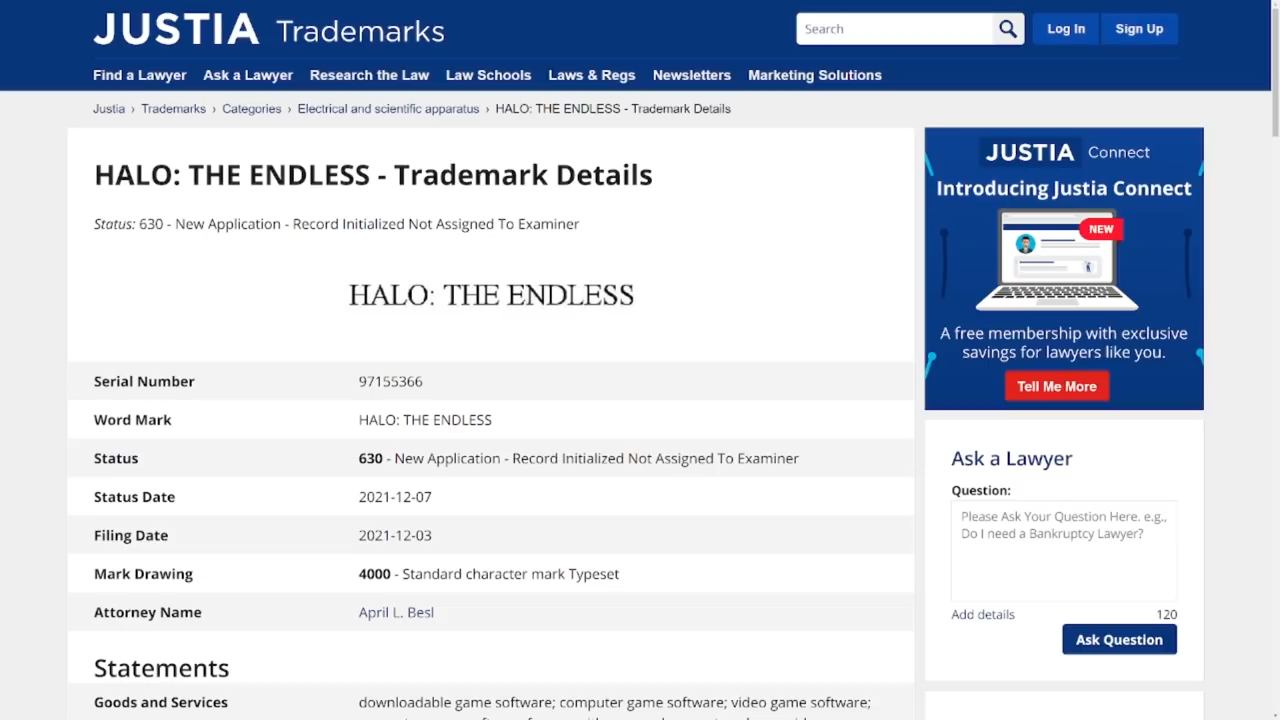 JUSTIA Trademarks
Search
Log In
Sign Up
Find a Lawyer Ask a Lawyer Research the Law Law Schools Laws & Regs Newsletters Marketing Solutions
Justia › Trademarks › Categories › Electrical and scientific apparatus › HALO: THE ENDLESS - Trademark Details
HALO: THE ENDLESS - Trademark Details
Status: 630 - New Application - Record Initialized Not Assigned To Examiner
HALO: THE ENDLESS
Serial Number 97155366
Word Mark HALO: THE ENDLESS
Status 630 - New Application - Record Initialized Not Assigned To Examiner
Status Date 2021-12-07
Filing Date 2021-12-03
Mark Drawing 4000 - Standard character mark Typeset
Attorney Name April L. Besl
Statements
Goods and Services downloadable game software; computer game software; video game software;
JUSTIA Connect
Introducing Justia Connect
NEW
A free membership with exclusive
savings for lawyers like you.
Tell Me More
Ask a Lawyer
Question:
Please Ask Your Question Here. e.g.,
Do I need a Bankruptcy Lawyer?
Add details 120
Ask Question